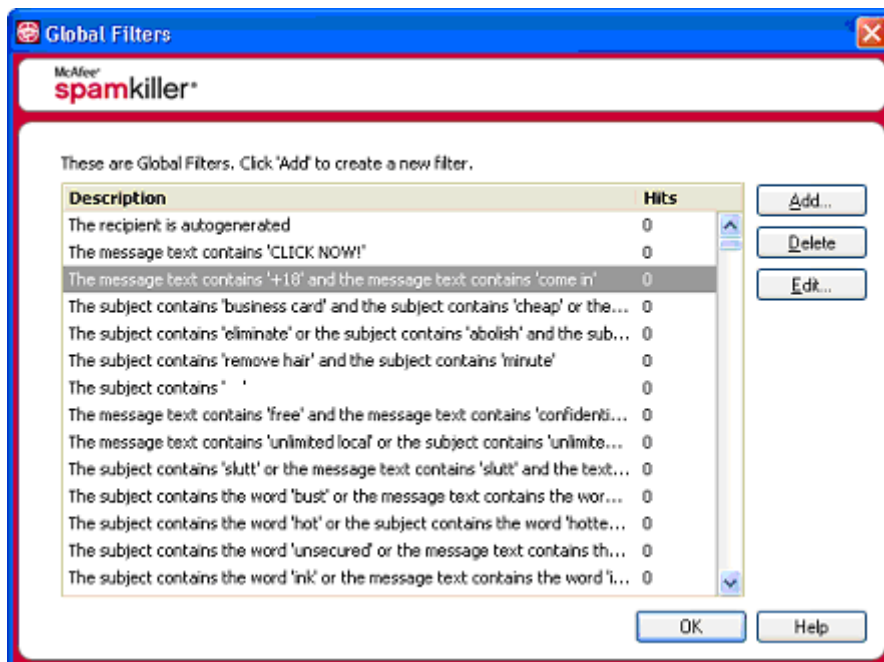 Global Filters
McAfee®
spamkiller®
These are Global Filters. Click 'Add' to create a new filter.
Description Hits
The recipient is autogenerated 0
The message text contains 'CLICK NOW!' 0
The message text contains '+18' and the message text contains 'come in' 0
The subject contains 'business card' and the subject contains 'cheap' or the... 0
The subject contains 'eliminate' or the subject contains 'abolish' and the sub... 0
The subject contains 'remove hair' and the subject contains 'minute' 0
The subject contains '   ' 0
The message text contains 'free' and the message text contains 'confidenti... 0
The message text contains 'unlimited local' or the subject contains 'unlimite... 0
The subject contains 'slutt' or the message text contains 'slutt' and the text... 0
The subject contains the word 'bust' or the message text contains the wor... 0
The subject contains the word 'hot' or the subject contains the word 'hotte... 0
The subject contains the word 'unsecured' or the message text contains th... 0
The subject contains the word 'ink' or the message text contains the word 'i... 0
Add...
Delete
Edit...
OK Help